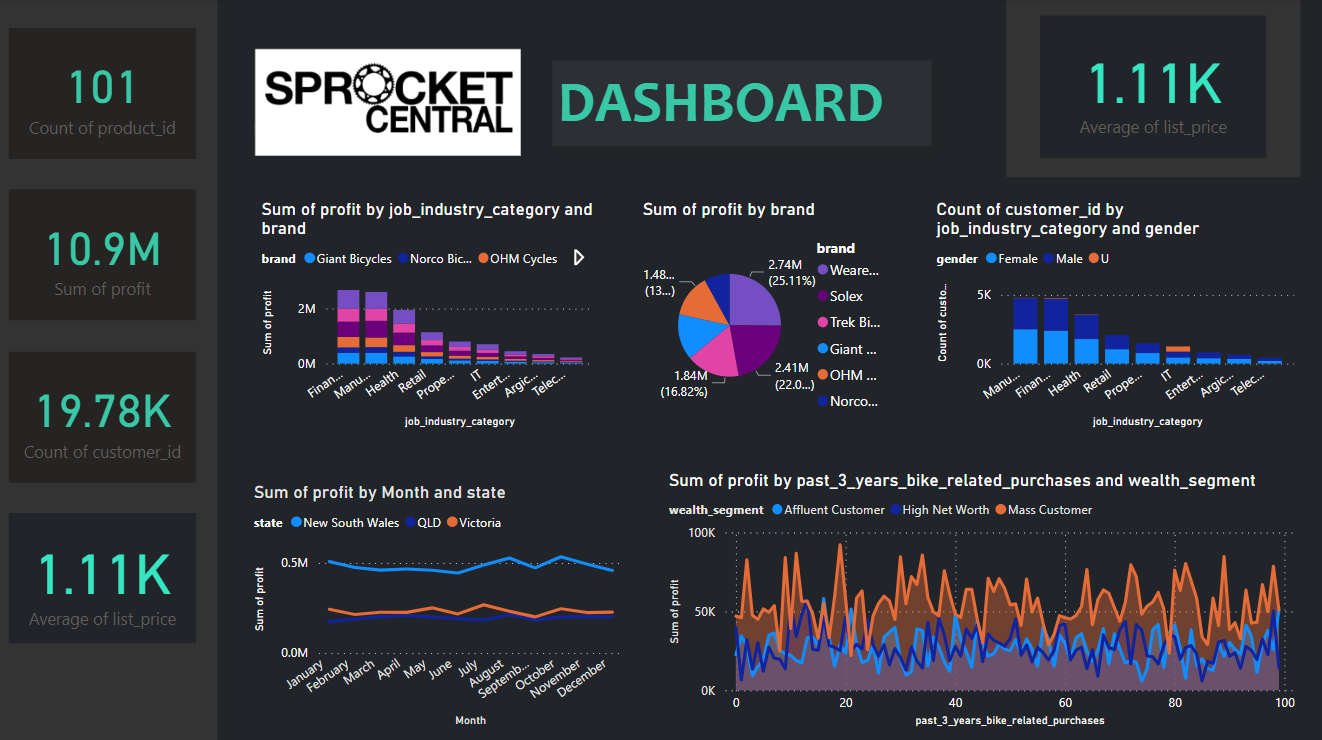 101
Count of product_id
10.9M
Sum of profit
19.78K
Count of customer_id
1.11K
Average of list_price
SPROCKET
CENTRAL
DASHBOARD
1.11K
Average of list_price
Sum of profit by job_industry_category and
brand
brand Giant Bicycles Norco Bic... OHM Cycles
Sum of profit
2M
0M
Finan...
Manu...
Health
Retail
Prope...
IT
Entert...
Argic...
Telec...
job_industry_category
Sum of profit by brand
2.74M
(25.11%)
2.41M
(22.0...)
1.84M
(16.82%)
1.48...
(13...)
brand
Weare...
Solex
Trek Bi...
Giant ...
OHM ...
Norco...
Count of customer_id by
job_industry_category and gender
gender Female Male U
Count of custo...
5K
0K
Manu...
Finan...
Health
Retail
Prope...
IT
Entert...
Argic...
Telec...
job_industry_category
Sum of profit by Month and state
state New South Wales QLD Victoria
Sum of profit
0.5M
0.0M
January
February
March
April
May
June
July
August
Septemb...
October
November
December
Month
Sum of profit by past_3_years_bike_related_purchases and wealth_segment
wealth_segment Affluent Customer High Net Worth Mass Customer
Sum of profit
100K
50K
0K
0 20 40 60 80 100
past_3_years_bike_related_purchases